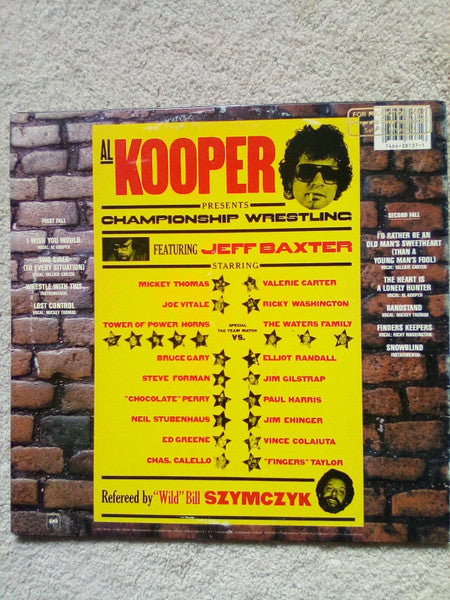 FOR P
7464-38137-1
AL
KOOPER
PRESENTS
CHAMPIONSHIP WRESTLING
FEATURING JEFF BAXTER
STARRING
MICKEY THOMAS VALERIE CARTER
JOE VITALE RICKY WASHINGTON
TOWER OF POWER HORNS SPECIAL TAG TEAM MATCH VS. THE WATERS FAMILY
BRUCE GARY ELLIOT RANDALL
STEVE FORMAN JIM GILSTRAP
"CHOCOLATE" PERRY PAUL HARRIS
NEIL STUBENHAUS JIM EHINGER
ED GREENE VINCE COLAIUTA
CHAS. CALELLO "FINGERS" TAYLOR
Refereed by "Wild" Bill SZYMCZYK
FIRST FALL
I WISH YOU WOULD
VOCAL: AL KOOPER
TWO SIDES
(TO EVERY SITUATION)
VOCAL: VALERIE CARTER
WRESTLE WITH THIS
INSTRUMENTAL
LOST CONTROL
VOCAL: MICKEY THOMAS
SECOND FALL
I'D RATHER BE AN
OLD MAN'S SWEETHEART
(THAN A
YOUNG MAN'S FOOL)
VOCAL: VALERIE CARTER
THE HEART IS
A LONELY HUNTER
VOCAL: AL KOOPER
BANDSTAND
VOCAL: MICKEY THOMAS
FINDERS KEEPERS
VOCAL: RICKY WASHINGTON
SNOWBLIND
INSTRUMENTAL